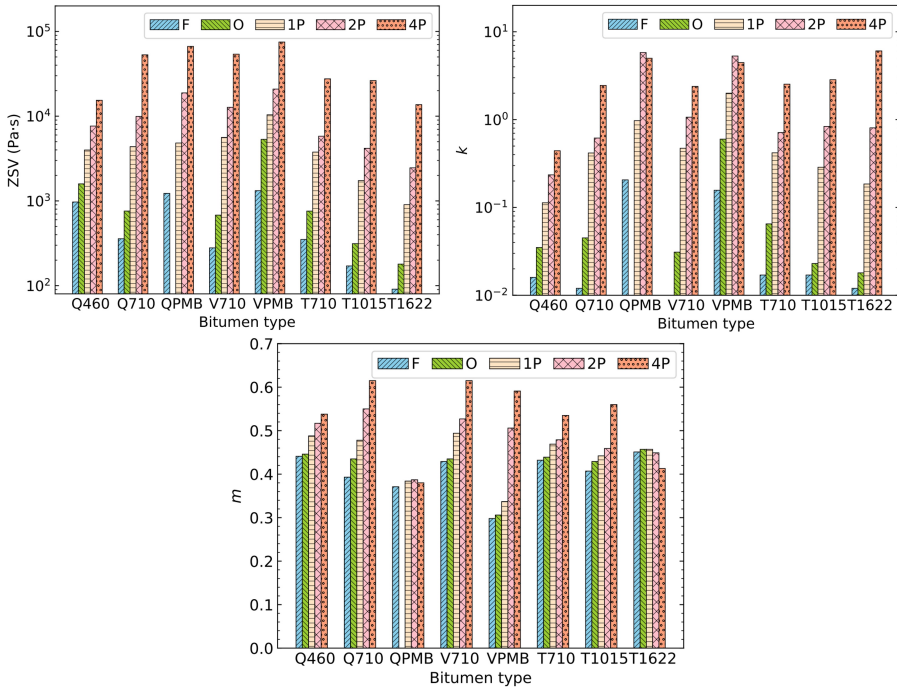 F O 1P 2P 4P
10^5
10^4
10^3
10^2
ZSV (Pa·s)
Q460 Q710 QPMB V710 VPMB T710 T1015 T1622
Bitumen type
F O 1P 2P 4P
10^1
10^0
10^−1
10^−2
k
Q460 Q710 QPMB V710 VPMB T710 T1015 T1622
Bitumen type
F O 1P 2P 4P
0.7
0.6
0.5
0.4
0.3
0.2
0.1
0.0
m
Q460 Q710 QPMB V710 VPMB T710 T1015 T1622
Bitumen type